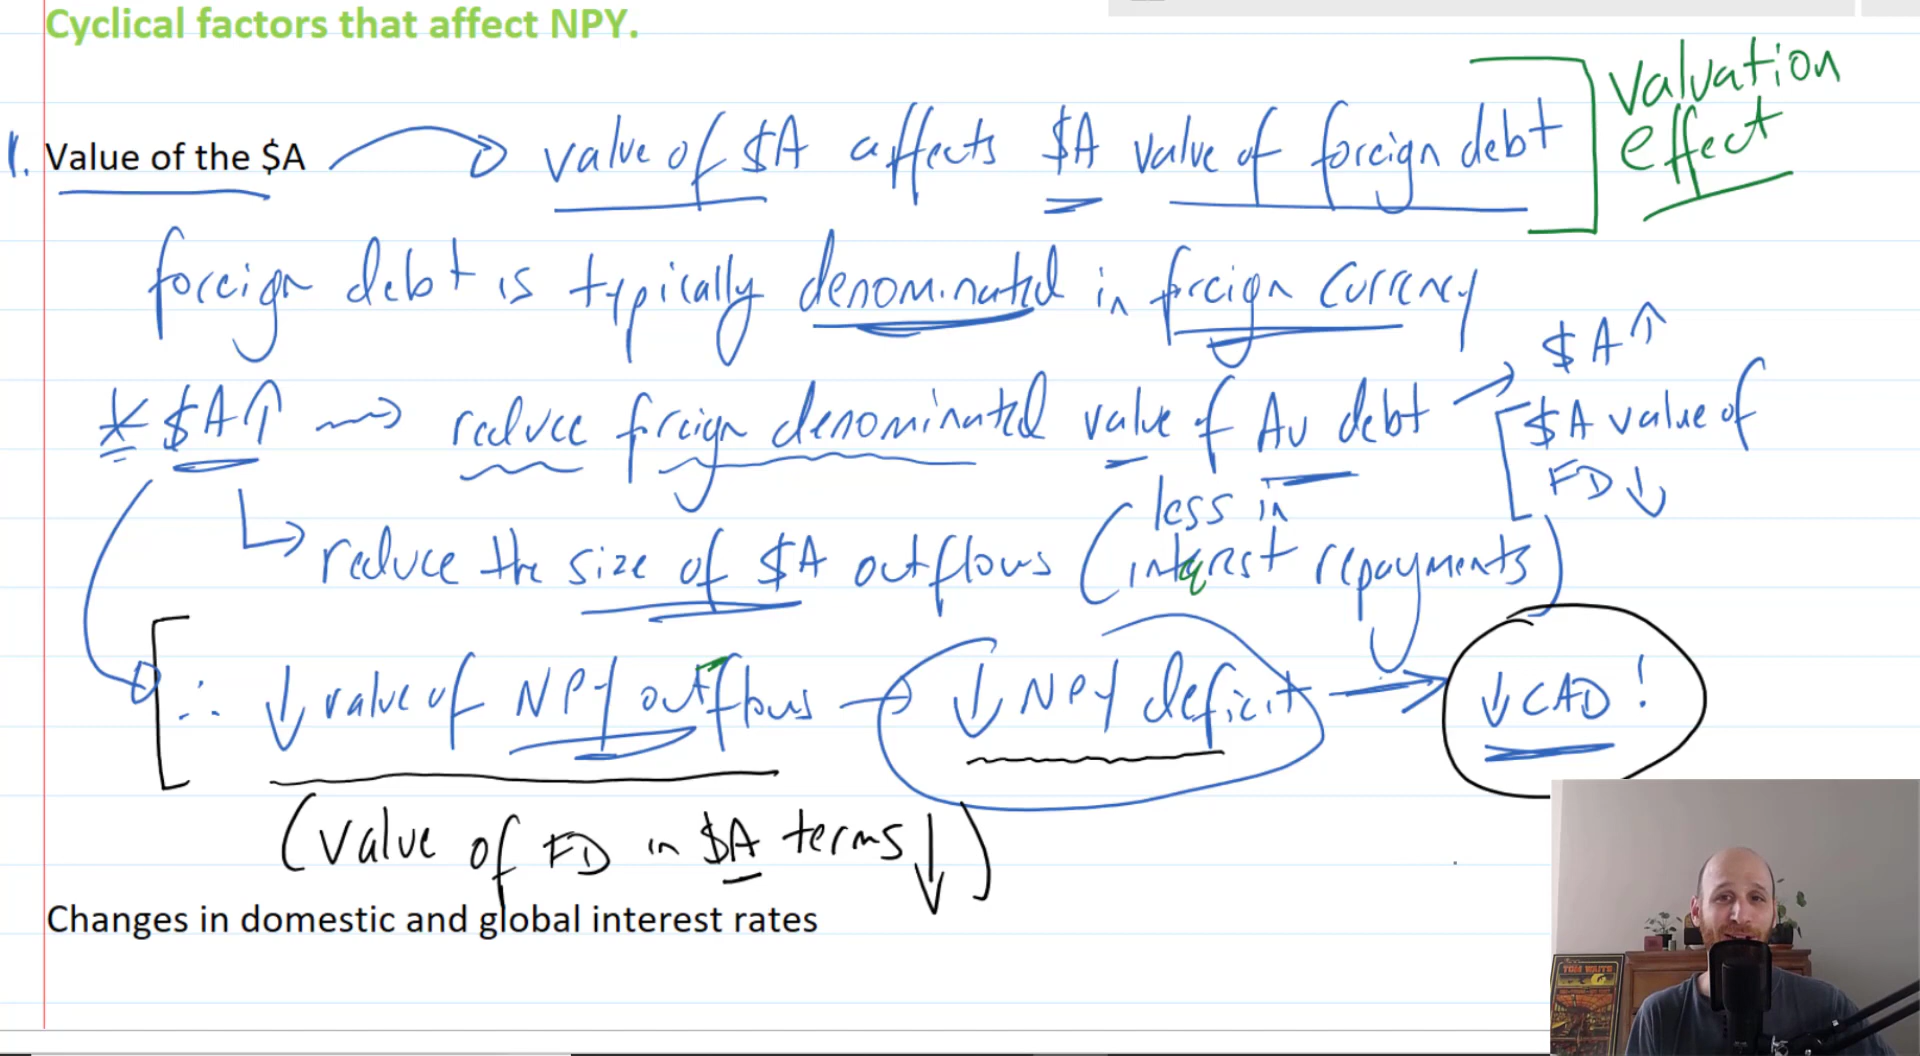 Cyclical factors that affect NPY.
1. Value of the $A → value of $A affects $A value of foreign debt
valuation
effect
foreign debt is typically denominated in foreign currency
* $A↑ → reduce foreign denominated value of Au debt → $A↑
$A value of
FD ↓
↳ reduce the size of $A outflows (less in
interest repayments)
∴ ↓ value of NPY outflows → ↓ NPY deficit → ↓ CAD!
(value of FD in $A terms ↓)
Changes in domestic and global interest rates
TOM WAITS